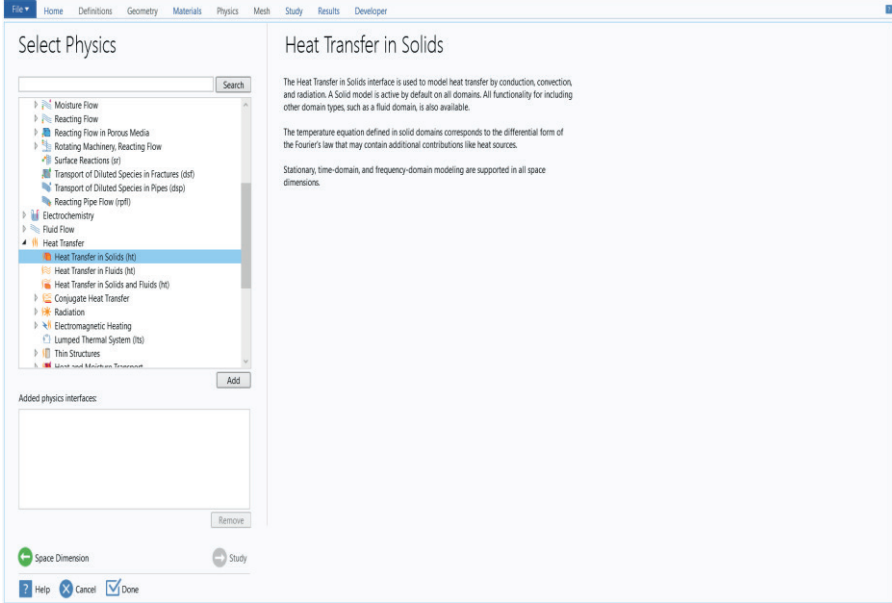 File Home Definitions Geometry Materials Physics Mesh Study Results Developer
Select Physics
Search
Moisture Flow
Reacting Flow
Reacting Flow in Porous Media
Rotating Machinery, Reacting Flow
Surface Reactions (sr)
Transport of Diluted Species in Fractures (dsf)
Transport of Diluted Species in Pipes (dsp)
Reacting Pipe Flow (rpfl)
Electrochemistry
Fluid Flow
Heat Transfer
Heat Transfer in Solids (ht)
Heat Transfer in Fluids (ht)
Heat Transfer in Solids and Fluids (ht)
Conjugate Heat Transfer
Radiation
Electromagnetic Heating
Lumped Thermal System (lts)
Thin Structures
Heat and Moisture Transport
Add
Added physics interfaces:
Remove
Space Dimension
Study
? Help Cancel Done
Heat Transfer in Solids
The Heat Transfer in Solids interface is used to model heat transfer by conduction, convection,
and radiation. A Solid model is active by default on all domains. All functionality for including
other domain types, such as a fluid domain, is also available.
The temperature equation defined in solid domains corresponds to the differential form of
the Fourier's law that may contain additional contributions like heat sources.
Stationary, time-domain, and frequency-domain modeling are supported in all space
dimensions.